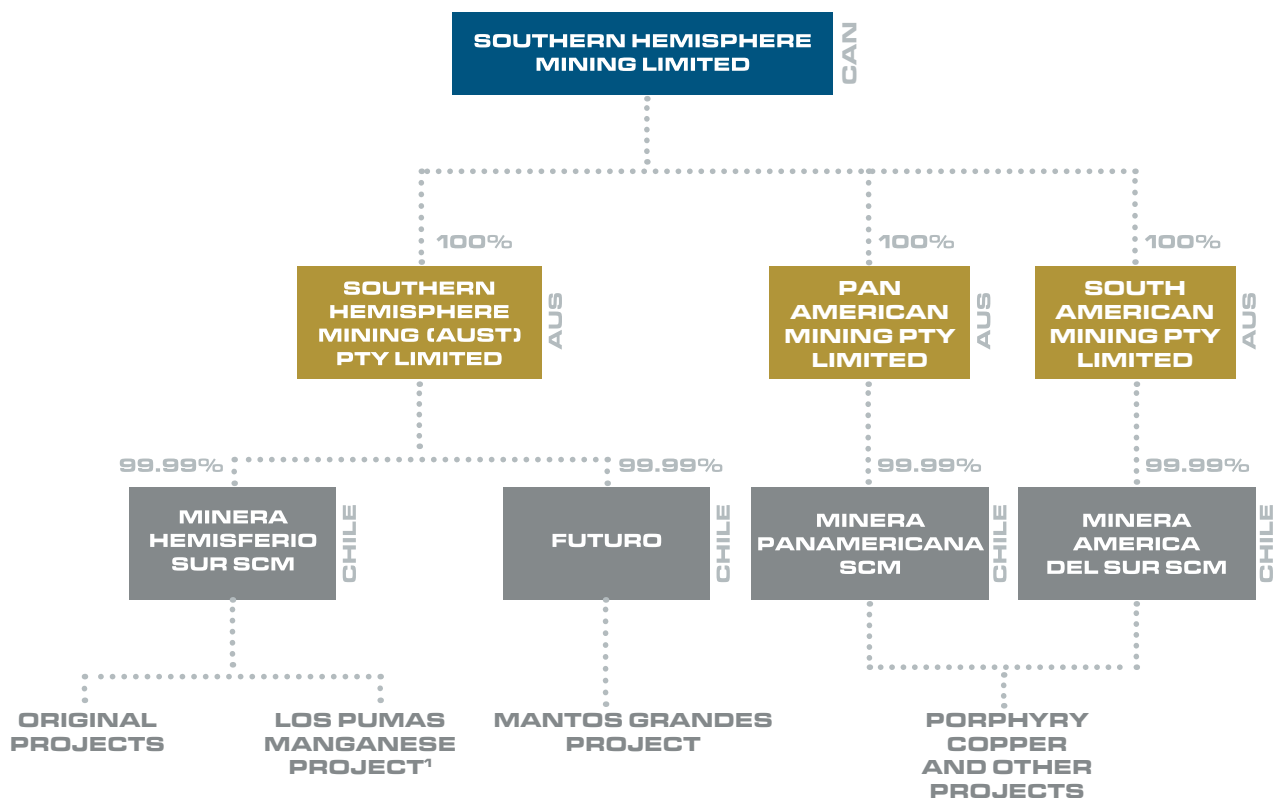 SOUTHERN HEMISPHERE
MINING LIMITED
CAN
100%
100%
100%
SOUTHERN
HEMISPHERE
MINING (AUST)
PTY LIMITED
AUS
PAN
AMERICAN
MINING PTY
LIMITED
AUS
SOUTH
AMERICAN
MINING PTY
LIMITED
AUS
99.99%
99.99%
99.99%
99.99%
MINERA
HEMISFERIO
SUR SCM
CHILE
FUTURO
CHILE
MINERA
PANAMERICANA
SCM
CHILE
MINERA
AMERICA
DEL SUR SCM
CHILE
ORIGINAL
PROJECTS
LOS PUMAS
MANGANESE
PROJECT¹
MANTOS GRANDES
PROJECT
PORPHYRY
COPPER
AND OTHER
PROJECTS